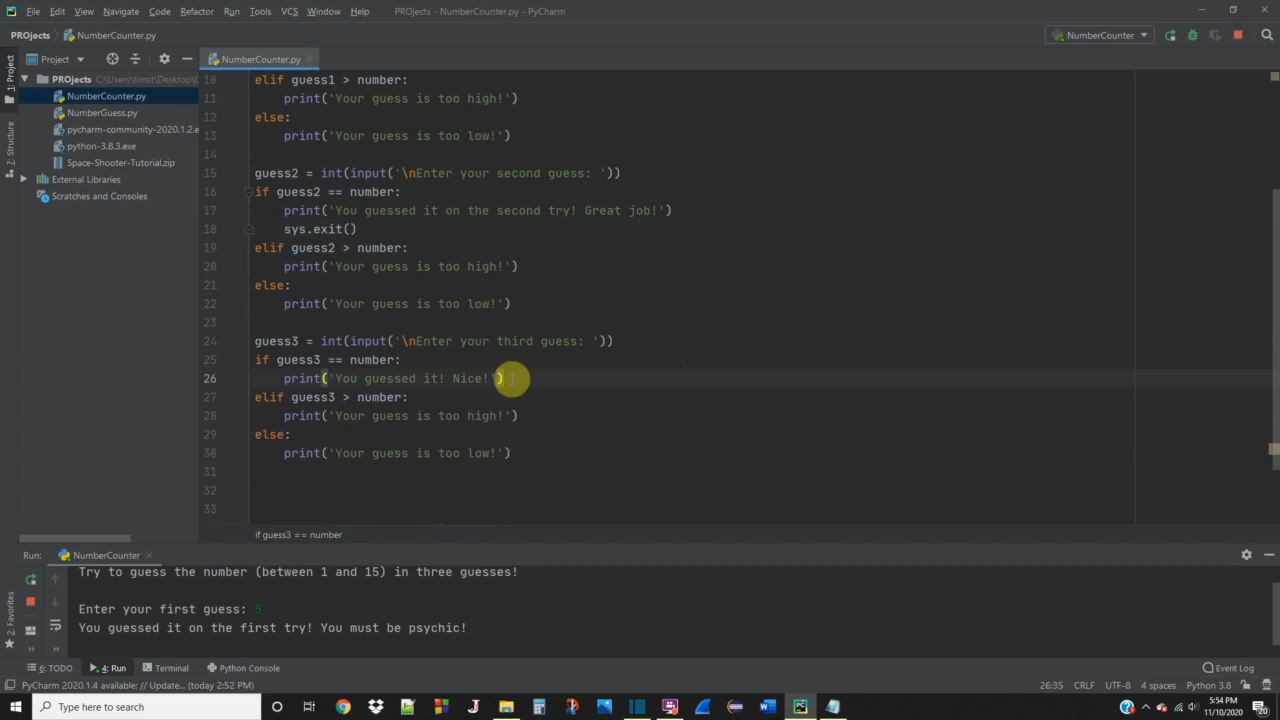 File Edit View Navigate Code Refactor Run Tools VCS Window Help PROjects - NumberCounter.py - PyCharm
PROjects NumberCounter.py NumberCounter
Project NumberCounter.py
1: Project
PROjects C:\Users\timst\Desktop\
NumberCounter.py
NumberGuess.py
pycharm-community-2020.1.2.e
python-3.8.3.exe
Space-Shooter-Tutorial.zip
External Libraries
Scratches and Consoles
7: Structure
10 elif guess1 > number:
11 print('Your guess is too high!')
12 else:
13 print('Your guess is too low!')
14
15 guess2 = int(input('\nEnter your second guess: '))
16 if guess2 == number:
17 print('You guessed it on the second try! Great job!')
18 sys.exit()
19 elif guess2 > number:
20 print('Your guess is too high!')
21 else:
22 print('Your guess is too low!')
23
24 guess3 = int(input('\nEnter your third guess: '))
25 if guess3 == number:
26 print('You guessed it! Nice!')
27 elif guess3 > number:
28 print('Your guess is too high!')
29 else:
30 print('Your guess is too low!')
31
32
33
if guess3 == number
Run: NumberCounter
Try to guess the number (between 1 and 15) in three guesses!
Enter your first guess: 5
You guessed it on the first try! You must be psychic!
2: Favorites
6: TODO 4: Run Terminal Python Console Event Log
PyCharm 2020.1.4 available: // Update... (today 2:52 PM) 26:35 CRLF UTF-8 4 spaces Python 3.8
Type here to search 5:54 PM
11/10/2020